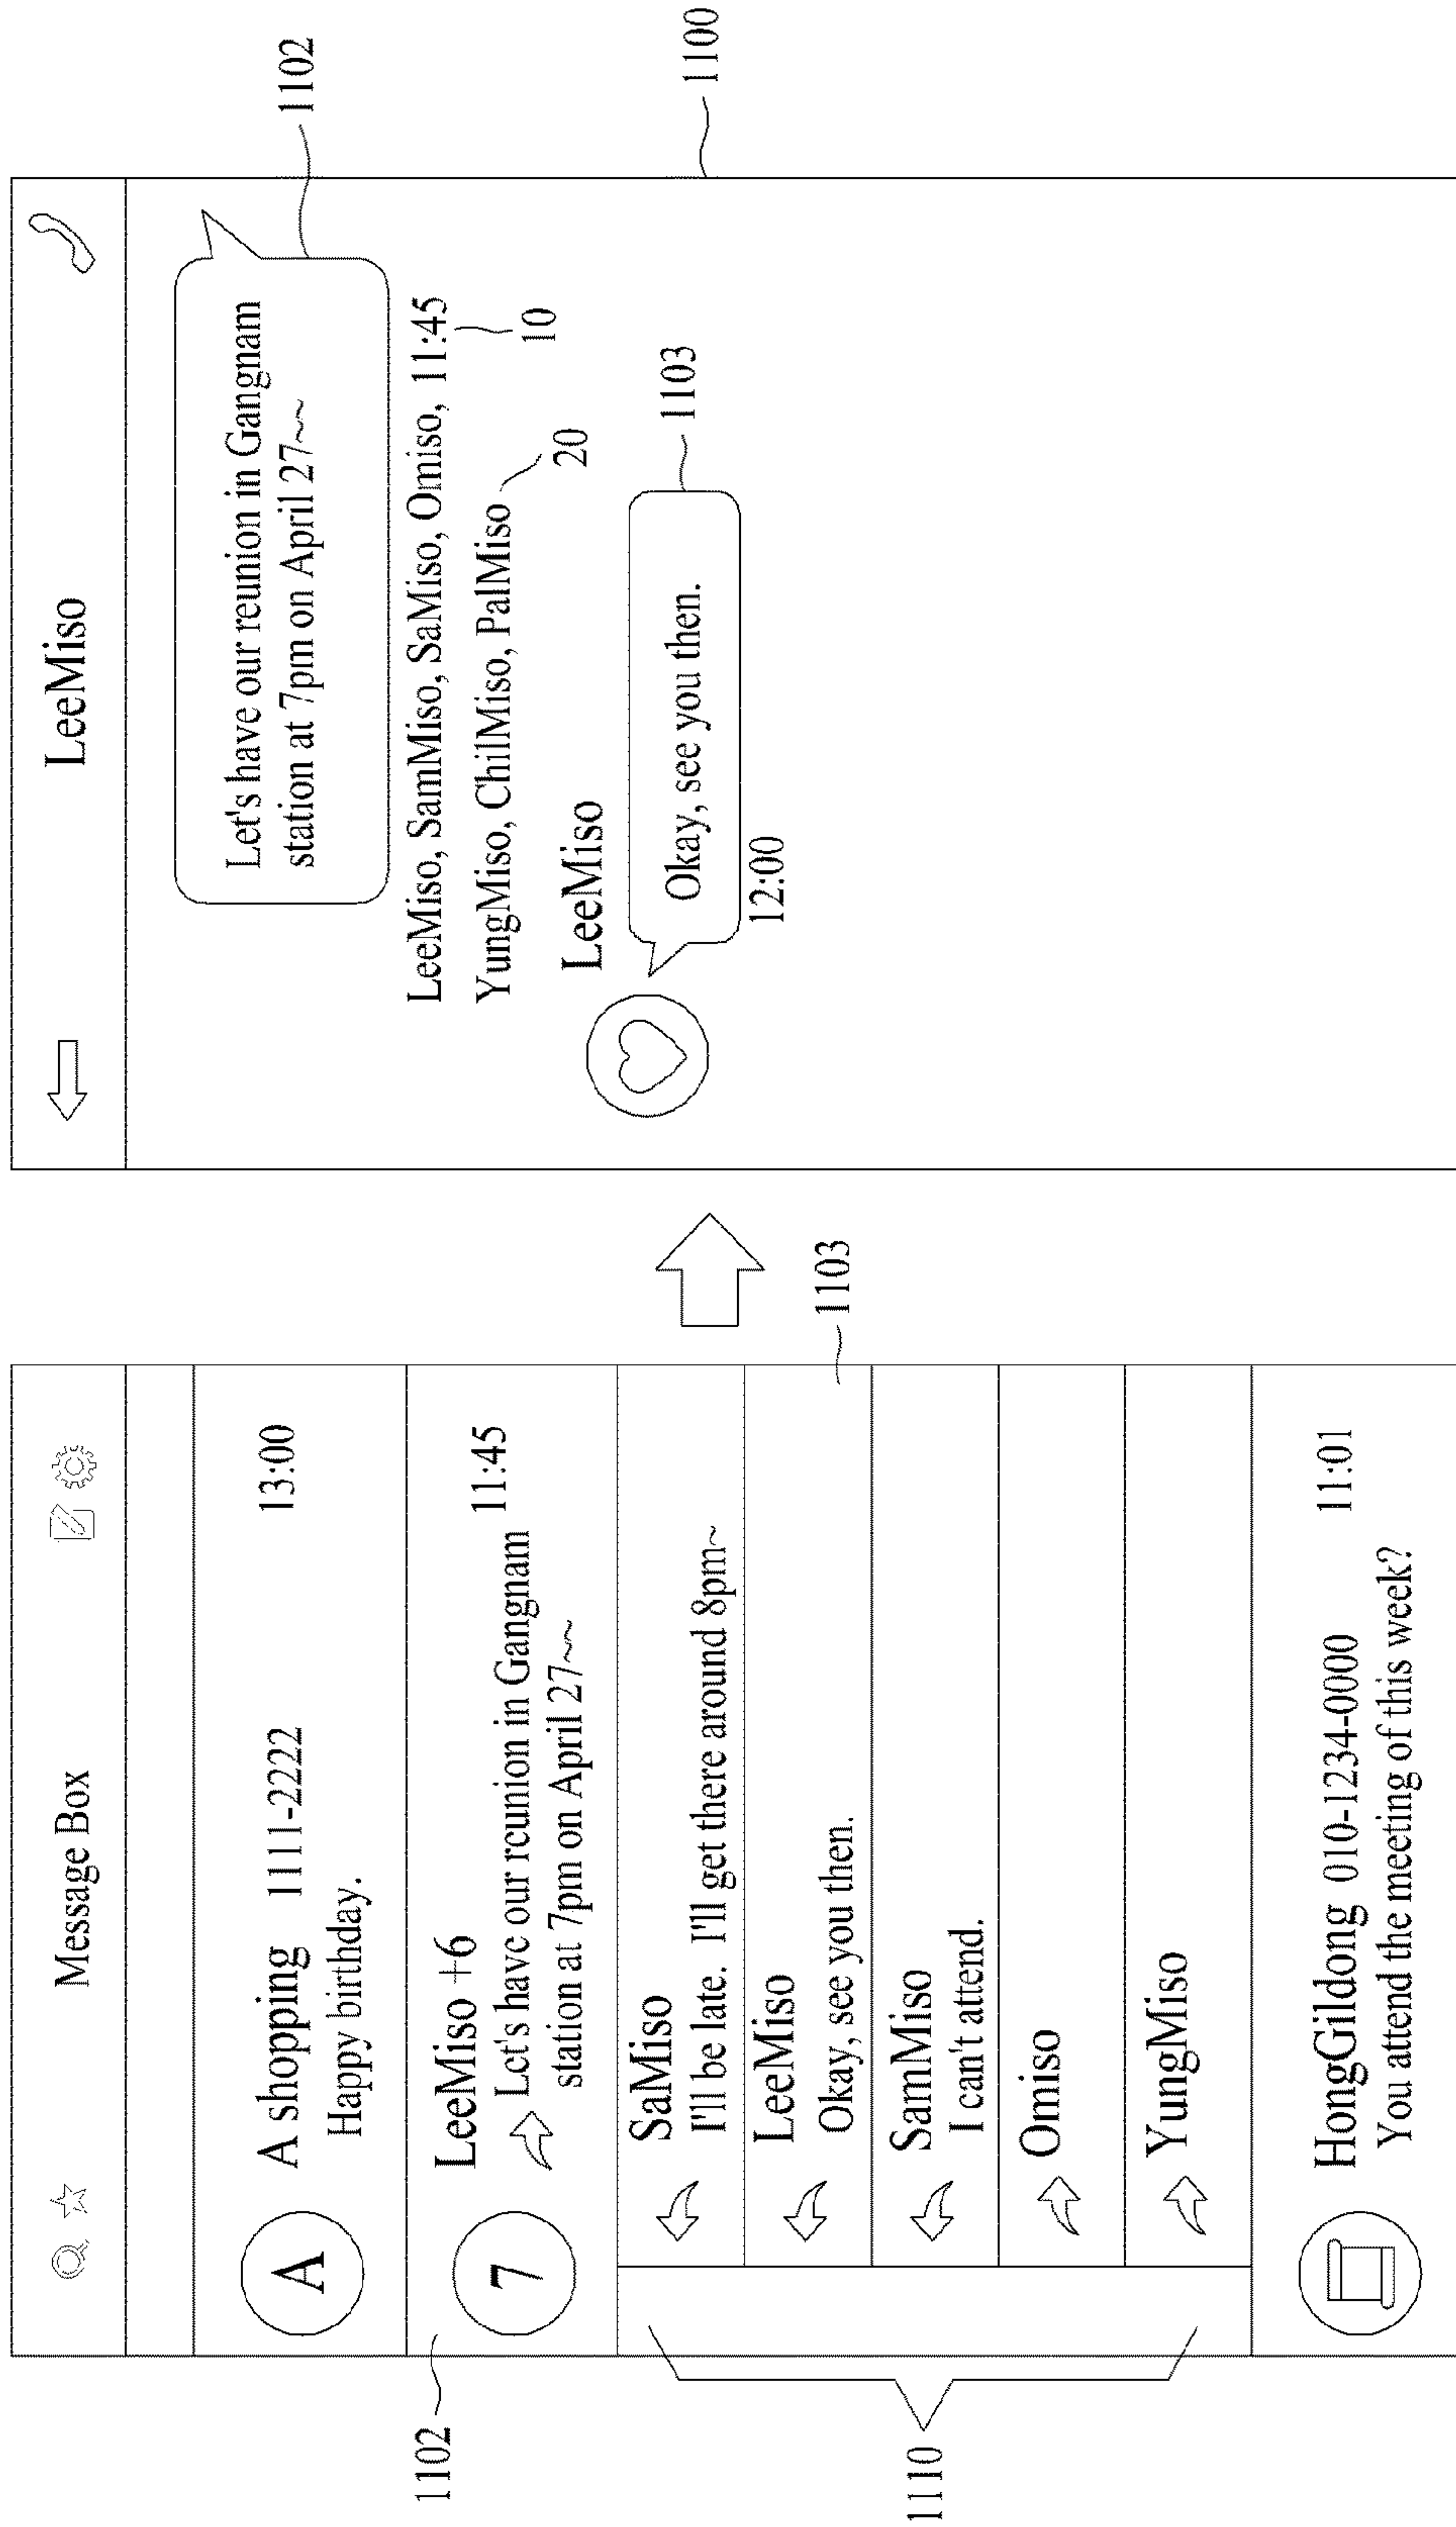 Message Box
A shopping 1111-2222 13:00
Happy birthday.
A
1102
LeeMiso +6
7
Let's have our reunion in Gangnam 11:45
station at 7pm on April 27~~
SaMiso
I'll be late. I'll get there around 8pm~
LeeMiso
Okay, see you then.
1103
SamMiso
I can't attend.
Omiso
YungMiso
1110
HongGildong 010-1234-0000 11:01
You attend the meeting of this week?
LeeMiso
Let's have our reunion in Gangnam
station at 7pm on April 27~~
1102
LeeMiso, SamMiso, SaMiso, Omiso, 11:45
10
YungMiso, ChilMiso, PalMiso
20
LeeMiso
Okay, see you then.
1103
12:00
1100